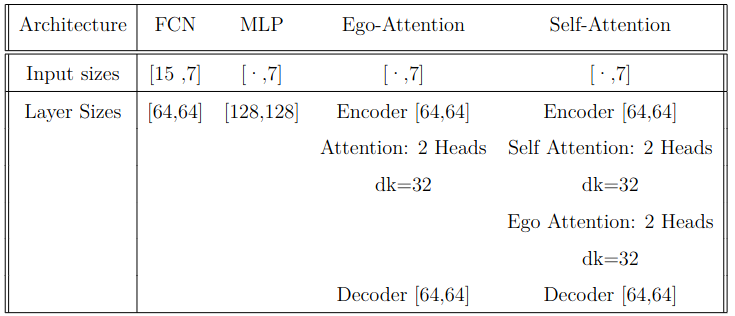 Architecture FCN MLP Ego-Attention Self-Attention
Input sizes [15 ,7] [ · ,7] [ · ,7] [ · ,7]
Layer Sizes [64,64] [128,128] Encoder [64,64] Encoder [64,64]
Attention: 2 Heads Self Attention: 2 Heads
dk=32 dk=32
Ego Attention: 2 Heads
dk=32
Decoder [64,64] Decoder [64,64]